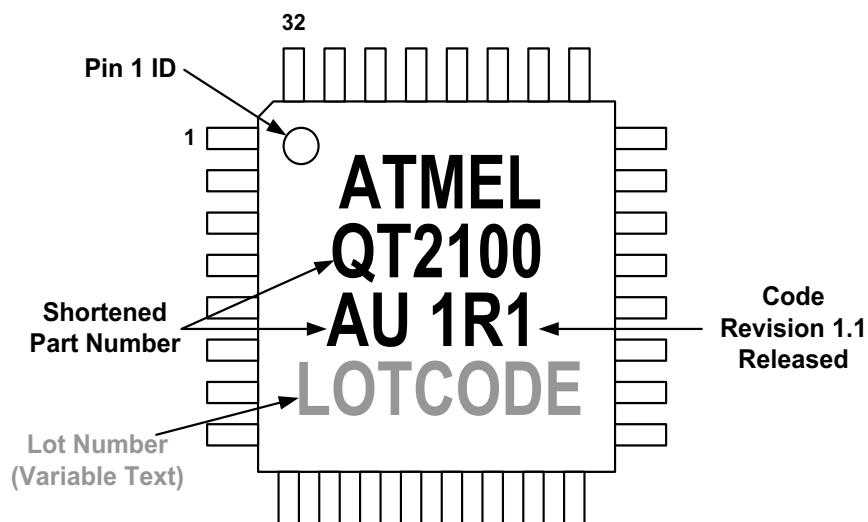 32
Pin 1 ID
1
ATMEL
QT2100
AU 1R1
LOTCODE
Shortened
Part Number
Code
Revision 1.1
Released
Lot Number
(Variable Text)